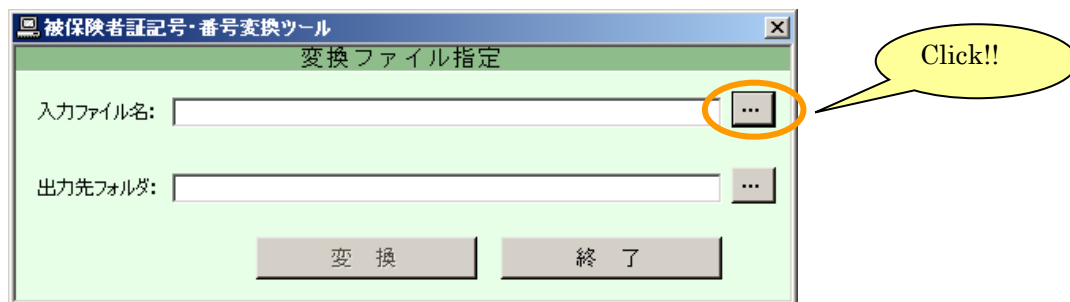 被保険者証記号･番号変換ツール
変換ファイル指定
Click!!
入力ファイル名:
...
出力先フォルダ:
...
変　換
終　了